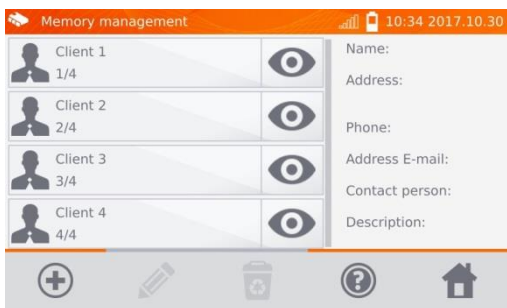 Memory management
10:34 2017.10.30
Client 1
1/4
Client 2
2/4
Client 3
3/4
Client 4
4/4
Name:
Address:
Phone:
Address E-mail:
Contact person:
Description: